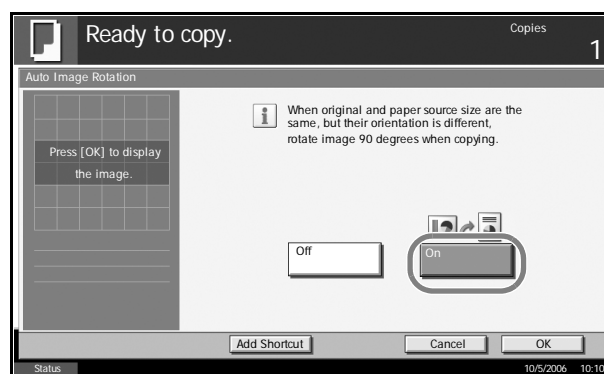 Ready to copy.
Copies
1
Auto Image Rotation
When original and paper source size are the
same, but their orientation is different,
rotate image 90 degrees when copying.
Press [OK] to display
the image.
Off
On
Add Shortcut
Cancel
OK
Status
10/5/2006 10:10